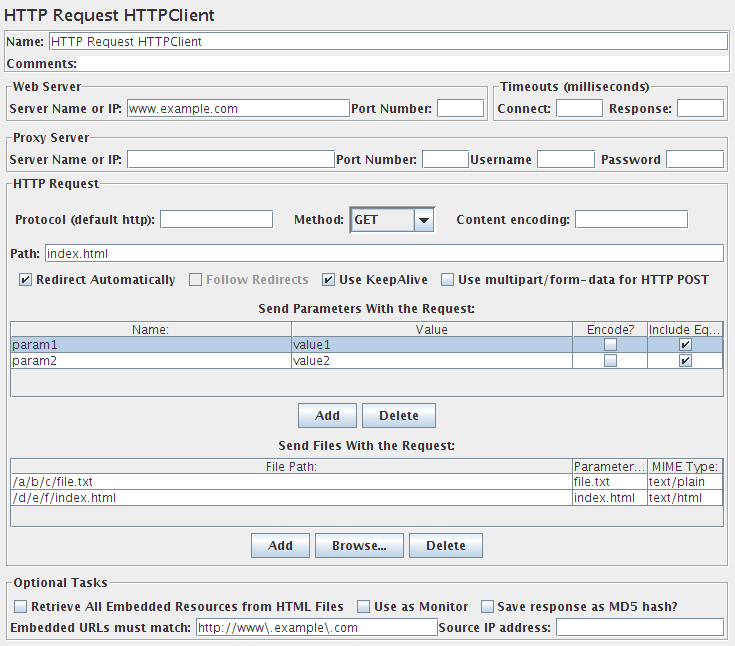 HTTP Request HTTPClient
Name: HTTP Request HTTPClient
Comments:
Web Server
Timeouts (milliseconds)
Server Name or IP: www.example.com Port Number:
Connect: Response:
Proxy Server
Server Name or IP: Port Number: Username Password
HTTP Request
Protocol (default http): Method: GET Content encoding:
Path: index.html
Redirect Automatically Follow Redirects Use KeepAlive Use multipart/form-data for HTTP POST
Send Parameters With the Request:
Name: Value Encode? Include Eq...
param1 value1
param2 value2
Add Delete
Send Files With the Request:
File Path: Parameter... MIME Type:
/a/b/c/file.txt file.txt text/plain
/d/e/f/index.html index.html text/html
Add Browse... Delete
Optional Tasks
Retrieve All Embedded Resources from HTML Files Use as Monitor Save response as MD5 hash?
Embedded URLs must match: http://www\.example\.com Source IP address: